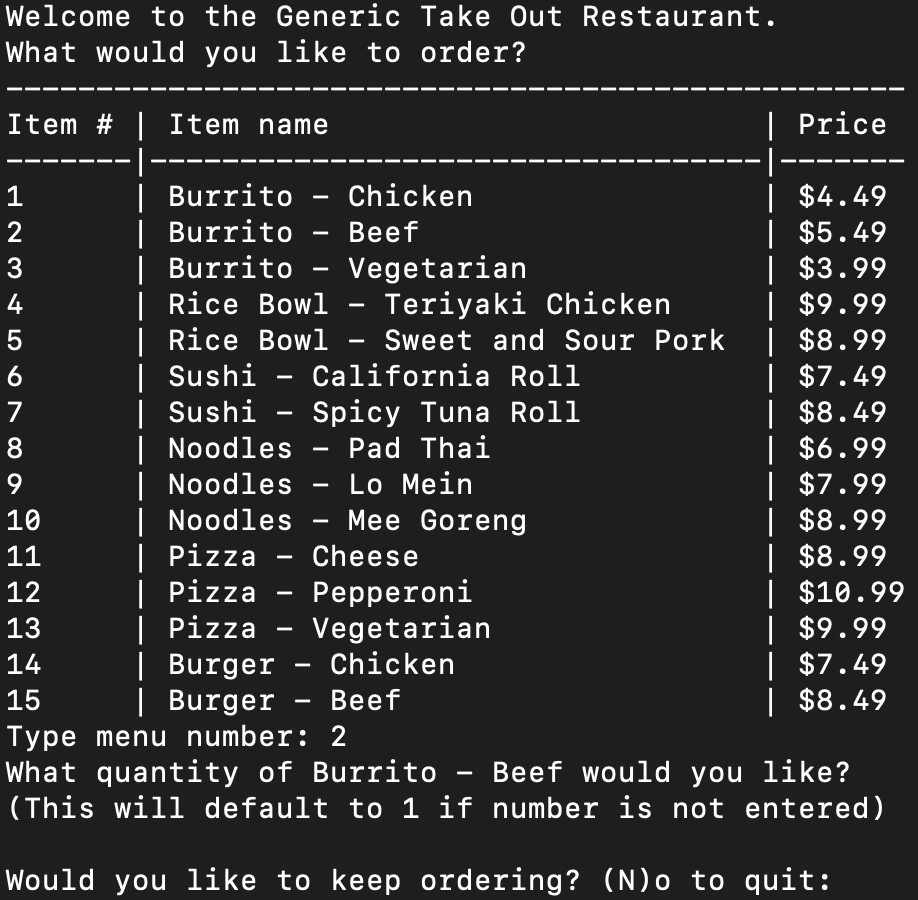 Welcome to the Generic Take Out Restaurant.
What would you like to order?
--------------------------------------------------
Item # | Item name | Price
-------|----------------------------------|-------
1 | Burrito - Chicken | $4.49
2 | Burrito - Beef | $5.49
3 | Burrito - Vegetarian | $3.99
4 | Rice Bowl - Teriyaki Chicken | $9.99
5 | Rice Bowl - Sweet and Sour Pork | $8.99
6 | Sushi - California Roll | $7.49
7 | Sushi - Spicy Tuna Roll | $8.49
8 | Noodles - Pad Thai | $6.99
9 | Noodles - Lo Mein | $7.99
10 | Noodles - Mee Goreng | $8.99
11 | Pizza - Cheese | $8.99
12 | Pizza - Pepperoni | $10.99
13 | Pizza - Vegetarian | $9.99
14 | Burger - Chicken | $7.49
15 | Burger - Beef | $8.49
Type menu number: 2
What quantity of Burrito - Beef would you like?
(This will default to 1 if number is not entered)
Would you like to keep ordering? (N)o to quit: